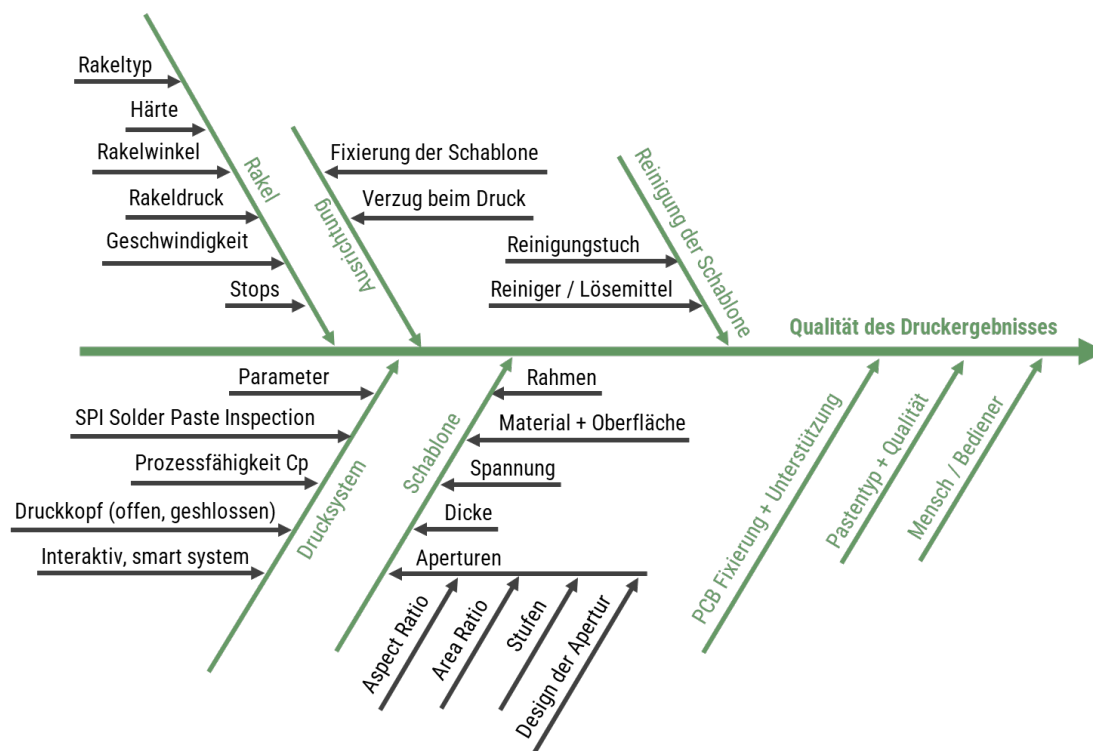 Rakeltyp
Härte
Rakelwinkel
Rakeldruck
Geschwindigkeit
Stops
Rakel
Fixierung der Schablone
Verzug beim Druck
Ausrichtung
Reinigungstuch
Reiniger / Lösemittel
Reinigung der Schablone
Qualität des Druckergebnisses
Parameter
SPI Solder Paste Inspection
Prozessfähigkeit Cp
Druckkopf (offen, geshlossen)
Interaktiv, smart system
Drucksystem
Rahmen
Material + Oberfläche
Spannung
Dicke
Aperturen
Schablone
Aspect Ratio
Area Ratio
Stufen
Design der Apertur
PCB Fixierung + Unterstützung
Pastentyp + Qualität
Mensch / Bediener